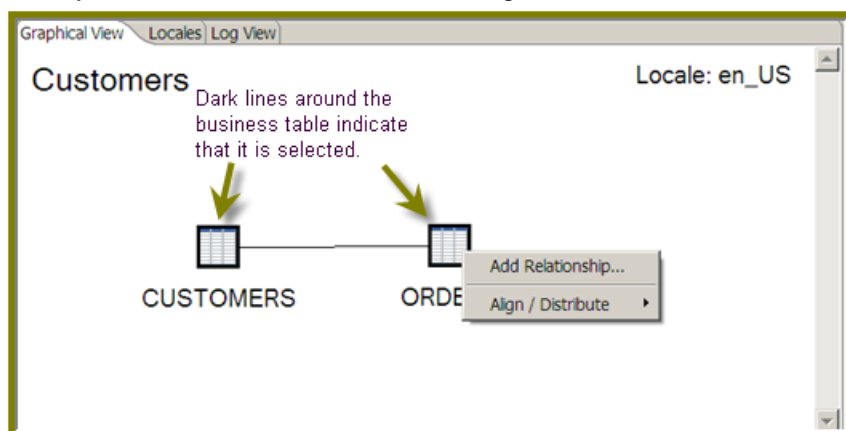 Graphical View Locales Log View
Customers
Locale: en_US
Dark lines around the
business table indicate
that it is selected.
CUSTOMERS
ORDE
Add Relationship...
Align / Distribute